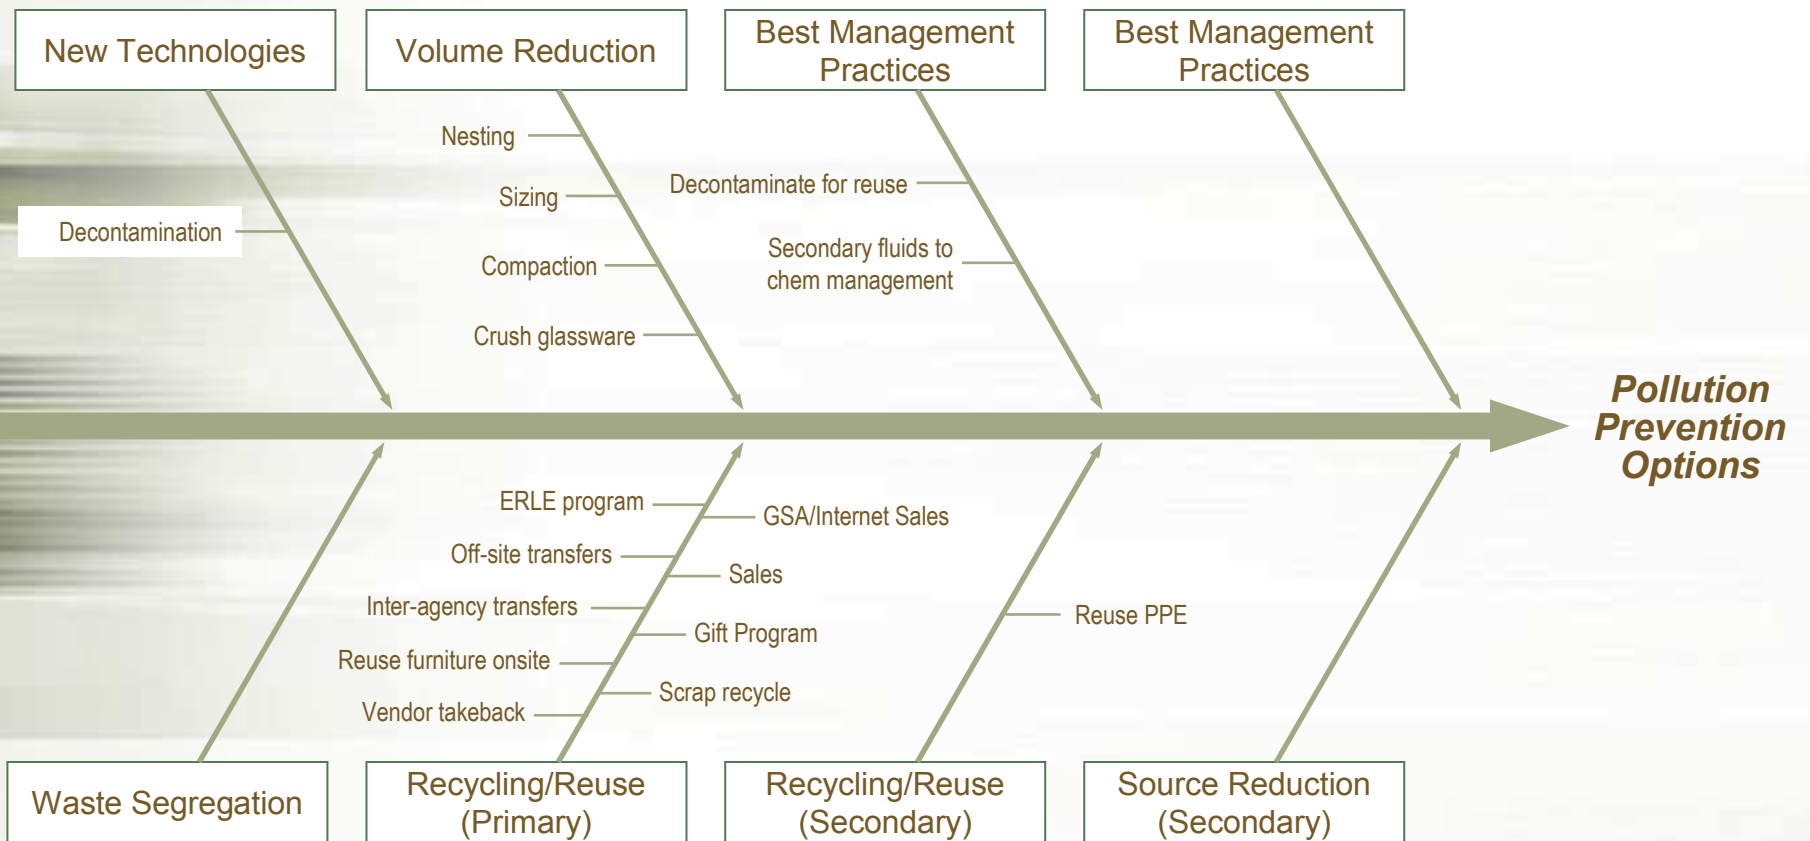 New Technologies
Volume Reduction
Best Management
Practices
Best Management
Practices
Nesting
Sizing
Compaction
Crush glassware
Decontaminate for reuse
Secondary fluids to
chem management
Decontamination
Pollution
Prevention
Options
ERLE program
GSA/Internet Sales
Off-site transfers
Sales
Inter-agency transfers
Gift Program
Reuse furniture onsite
Scrap recycle
Vendor takeback
Reuse PPE
Waste Segregation
Recycling/Reuse
(Primary)
Recycling/Reuse
(Secondary)
Source Reduction
(Secondary)